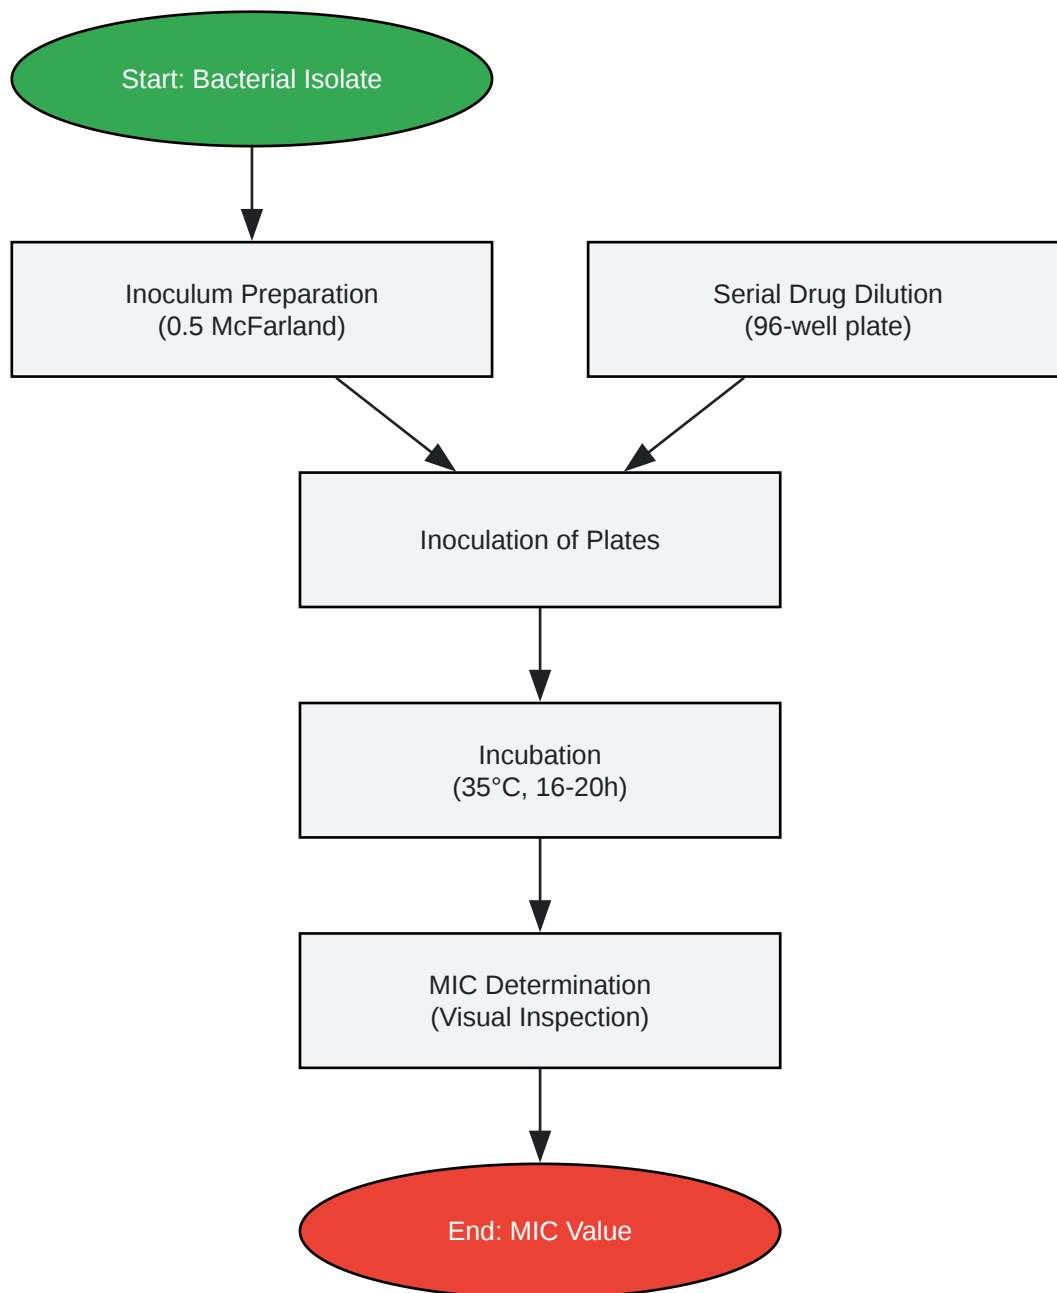 Start: Bacterial Isolate
Inoculum Preparation
(0.5 McFarland)
Serial Drug Dilution
(96-well plate)
Inoculation of Plates
Incubation
(35°C, 16-20h)
MIC Determination
(Visual Inspection)
End: MIC Value